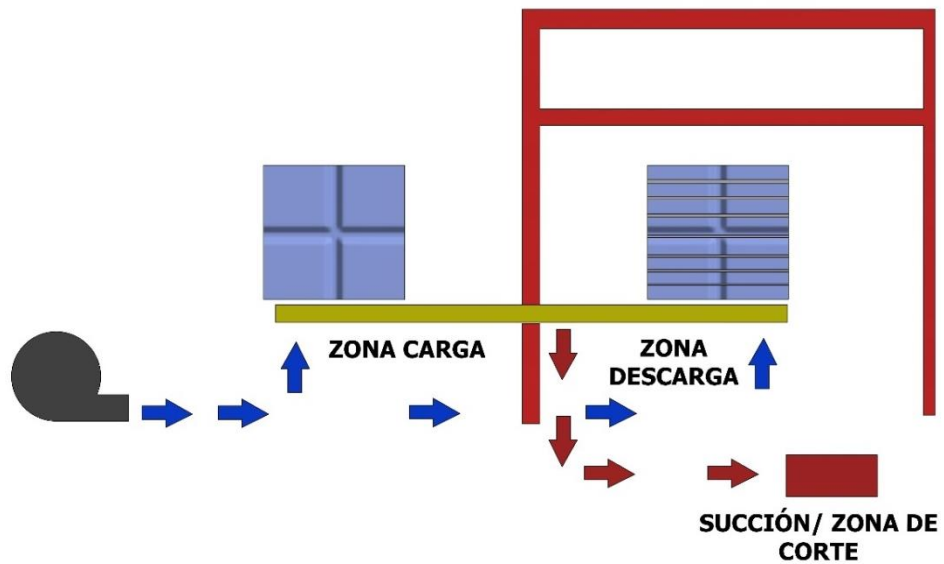 ZONA CARGA
ZONA
DESCARGA
SUCCIÓN/ ZONA DE
CORTE